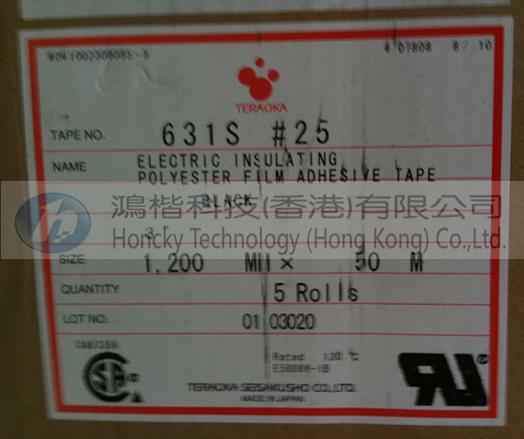 W04100230908S-5
4 07808 8/10
TERAOKA
TAPE NO. 631S #25
NAME ELECTRIC INSULATING
POLYESTER FILM ADHESIVE TAPE
BLACK
鴻楷科技(香港)有限公司
Honcky Technology (Hong Kong) Co.,Ltd.
SIZE 1,200 MM × 50 M
QUANTITY 5 Rolls
LOT NO. 01 03020
Rated 130 ℃
TERAOKA SEISAKUSHO CO.,LTD.
MADE IN JAPAN